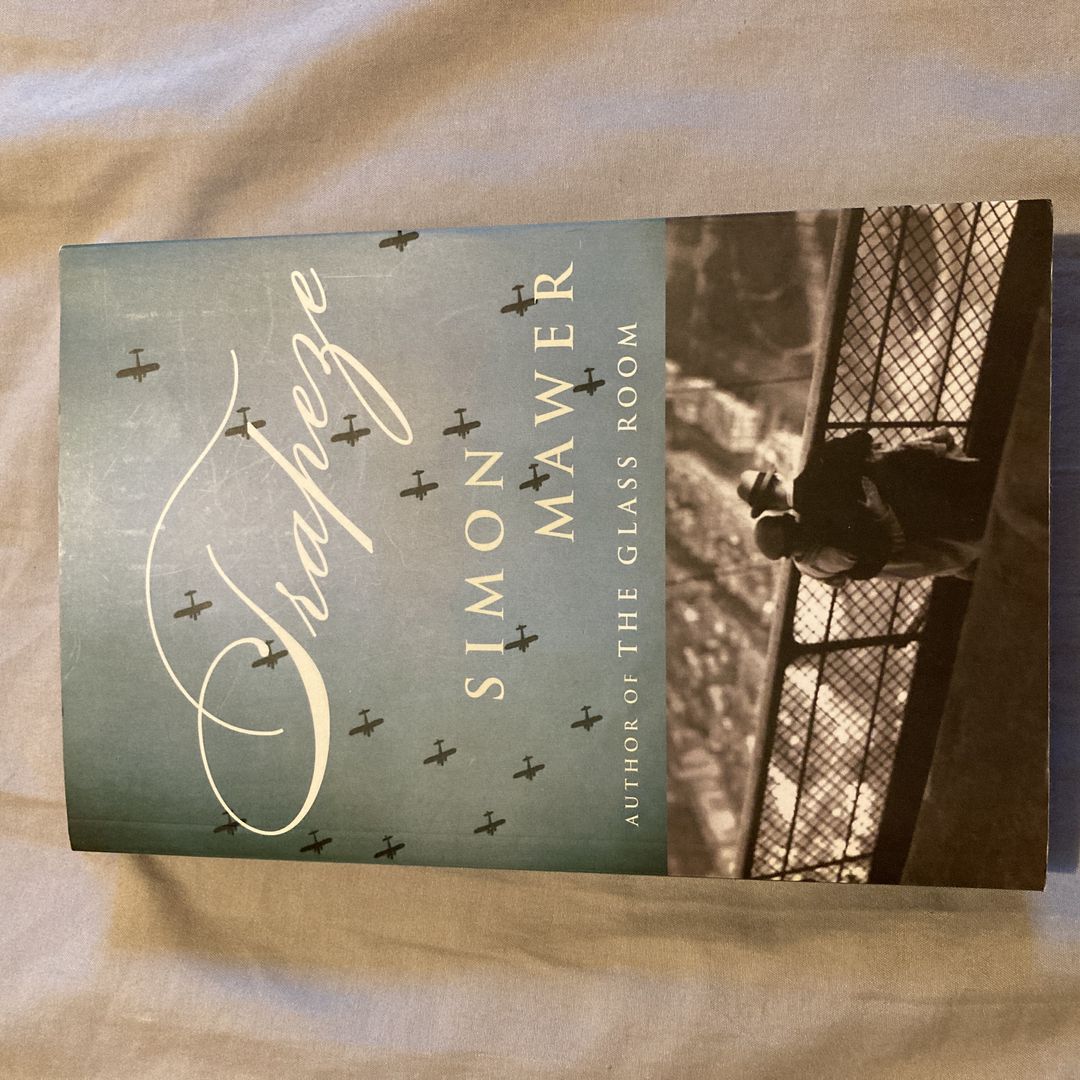 Trapeze
SIMON
MAWER
AUTHOR OF THE GLASS ROOM